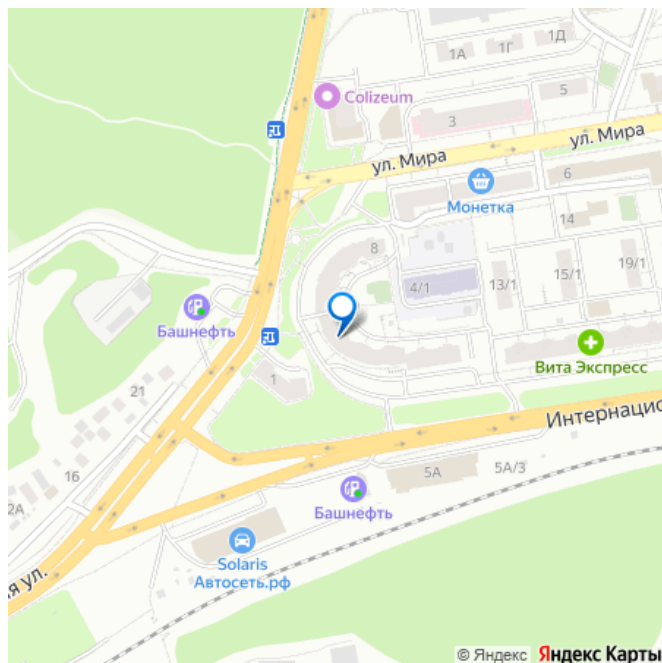 1А
1Г
1Д
Colizeum
5
3
ул. Мира
ул. Мира
Монетка
6
14
8
4/1
13/1
15/1
19/1
Башнефть
Вита Экспресс
1
21
Интернацио
16
2А
5А
5А/3
Башнефть
Solaris
Автосеть.рф
я ул.
© Яндекс
Яндекс Карты